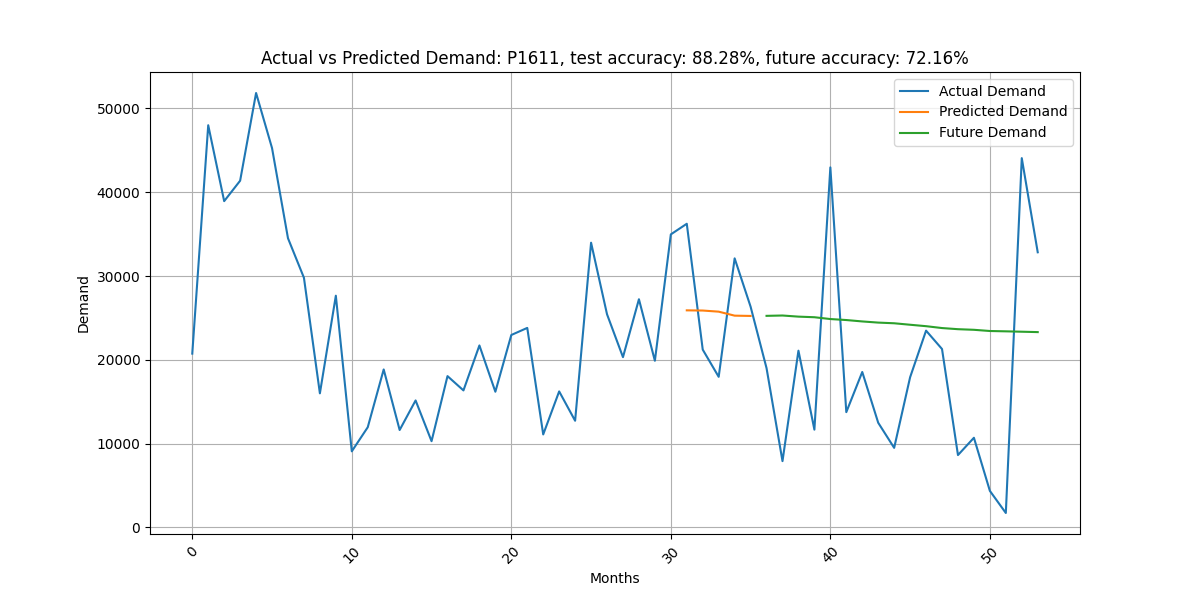 Actual vs Predicted Demand: P1611, test accuracy: 88.28%, future accuracy: 72.16%
Actual Demand
Predicted Demand
Future Demand
Demand
50000
40000
30000
20000
10000
0
0
10
20
30
40
50
Months